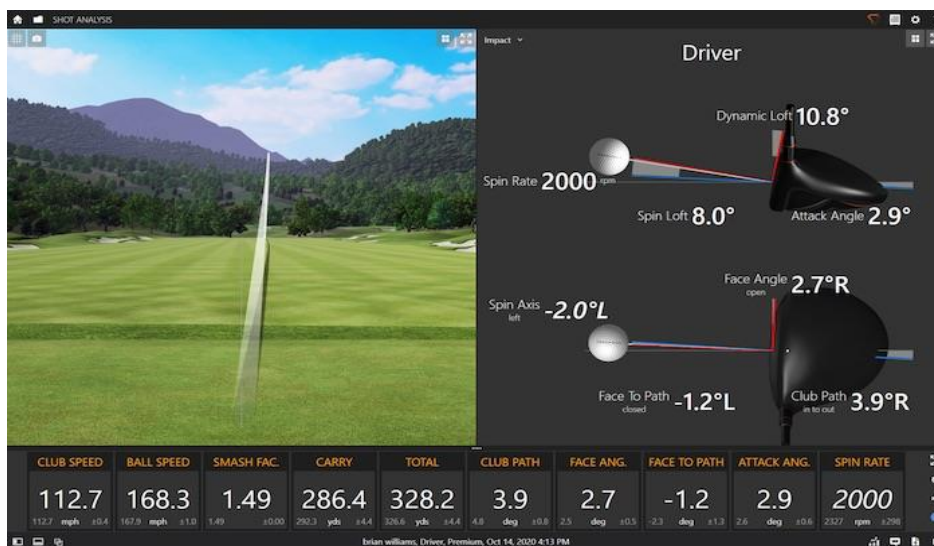 SHOT ANALYSIS
Impact
Driver
Dynamic Loft 10.8°
Spin Rate 2000 rpm
Spin Loft 8.0°
Attack Angle 2.9°
Face Angle 2.7°R
open
Spin Axis -2.0°L
left
Face To Path -1.2°L
closed
Club Path 3.9°R
in to out
CLUB SPEED BALL SPEED SMASH FAC. CARRY TOTAL CLUB PATH FACE ANG. FACE TO PATH ATTACK ANG. SPIN RATE
112.7 168.3 1.49 286.4 328.2 3.9 2.7 -1.2 2.9 2000
112.7 mph ±0.4 167.9 mph ±1.0 1.49 ±0.00 292.3 yds ±4.4 326.6 yds ±4.4 4.8 deg ±0.8 2.5 deg ±0.5 -2.3 deg ±1.3 2.6 deg ±0.6 2327 rpm ±298
brian williams, Driver, Premium, Oct 14, 2020 4:13 PM